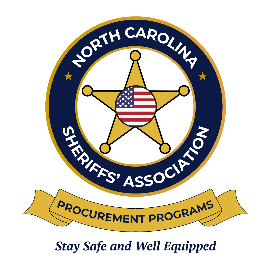 NORTH CAROLINA
SHERIFFS' ASSOCIATION
PROCUREMENT PROGRAMS
Stay Safe and Well Equipped